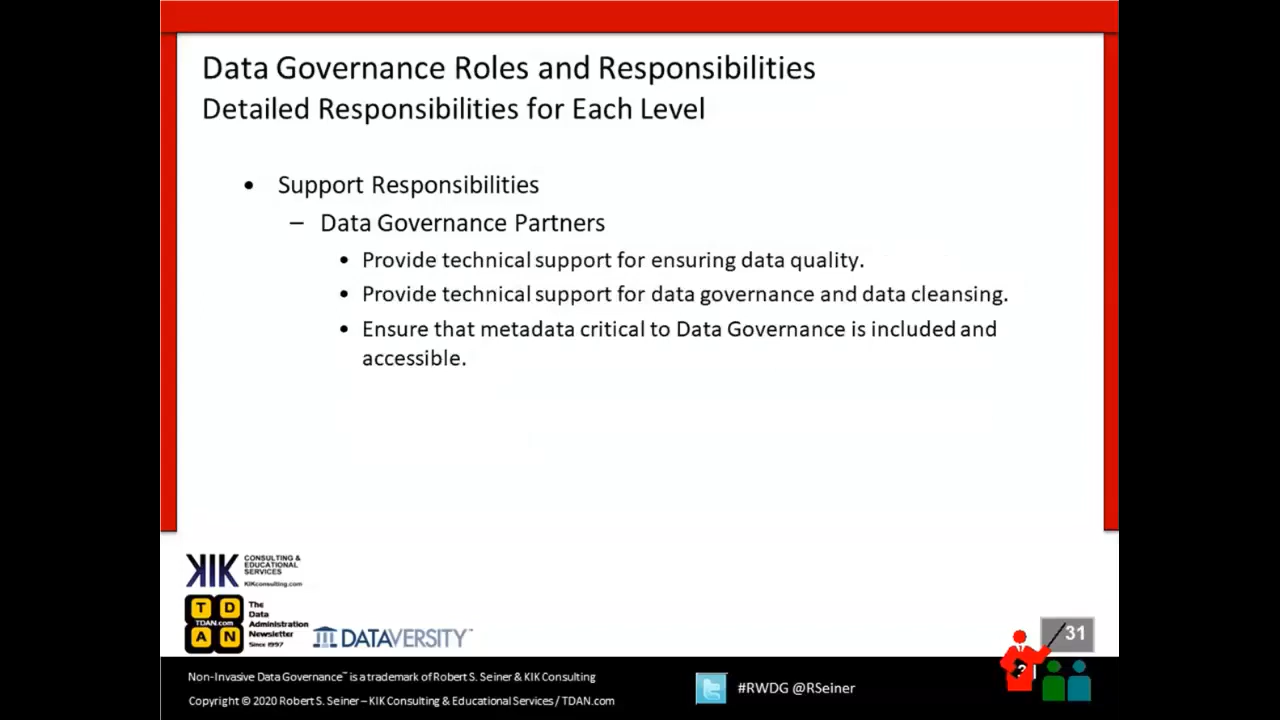 Data Governance Roles and Responsibilities
Detailed Responsibilities for Each Level
• Support Responsibilities
– Data Governance Partners
• Provide technical support for ensuring data quality.
• Provide technical support for data governance and data cleansing.
• Ensure that metadata critical to Data Governance is included and
accessible.
KIK CONSULTING &
EDUCATIONAL
SERVICES
KIKconsulting.com
T D
TDAN.com
A N
The
Data
Administration
Newsletter
Since 1997
DATAVERSITY™
31
Non-Invasive Data Governance™ is a trademark of Robert S. Seiner & KIK Consulting
Copyright © 2020 Robert S. Seiner – KIK Consulting & Educational Services / TDAN.com
#RWDG @RSeiner